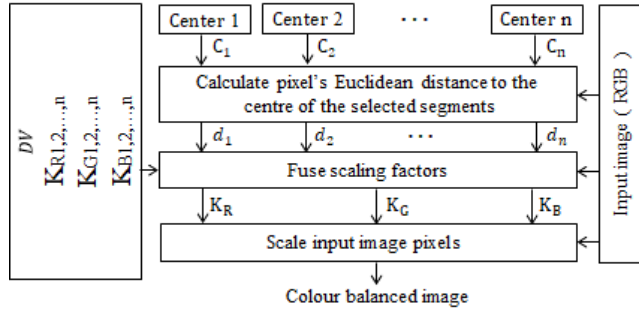 Center 1 Center 2 ... Center n
C1 C2 Cn
Calculate pixel's Euclidean distance to the
centre of the selected segments
d1 d2 ... dn
Fuse scaling factors
KR KG KB
Scale input image pixels
Colour balanced image
DV
KR1,2,...,n
KG1,2,...,n
KB1,2,...,n
Input image ( RGB )